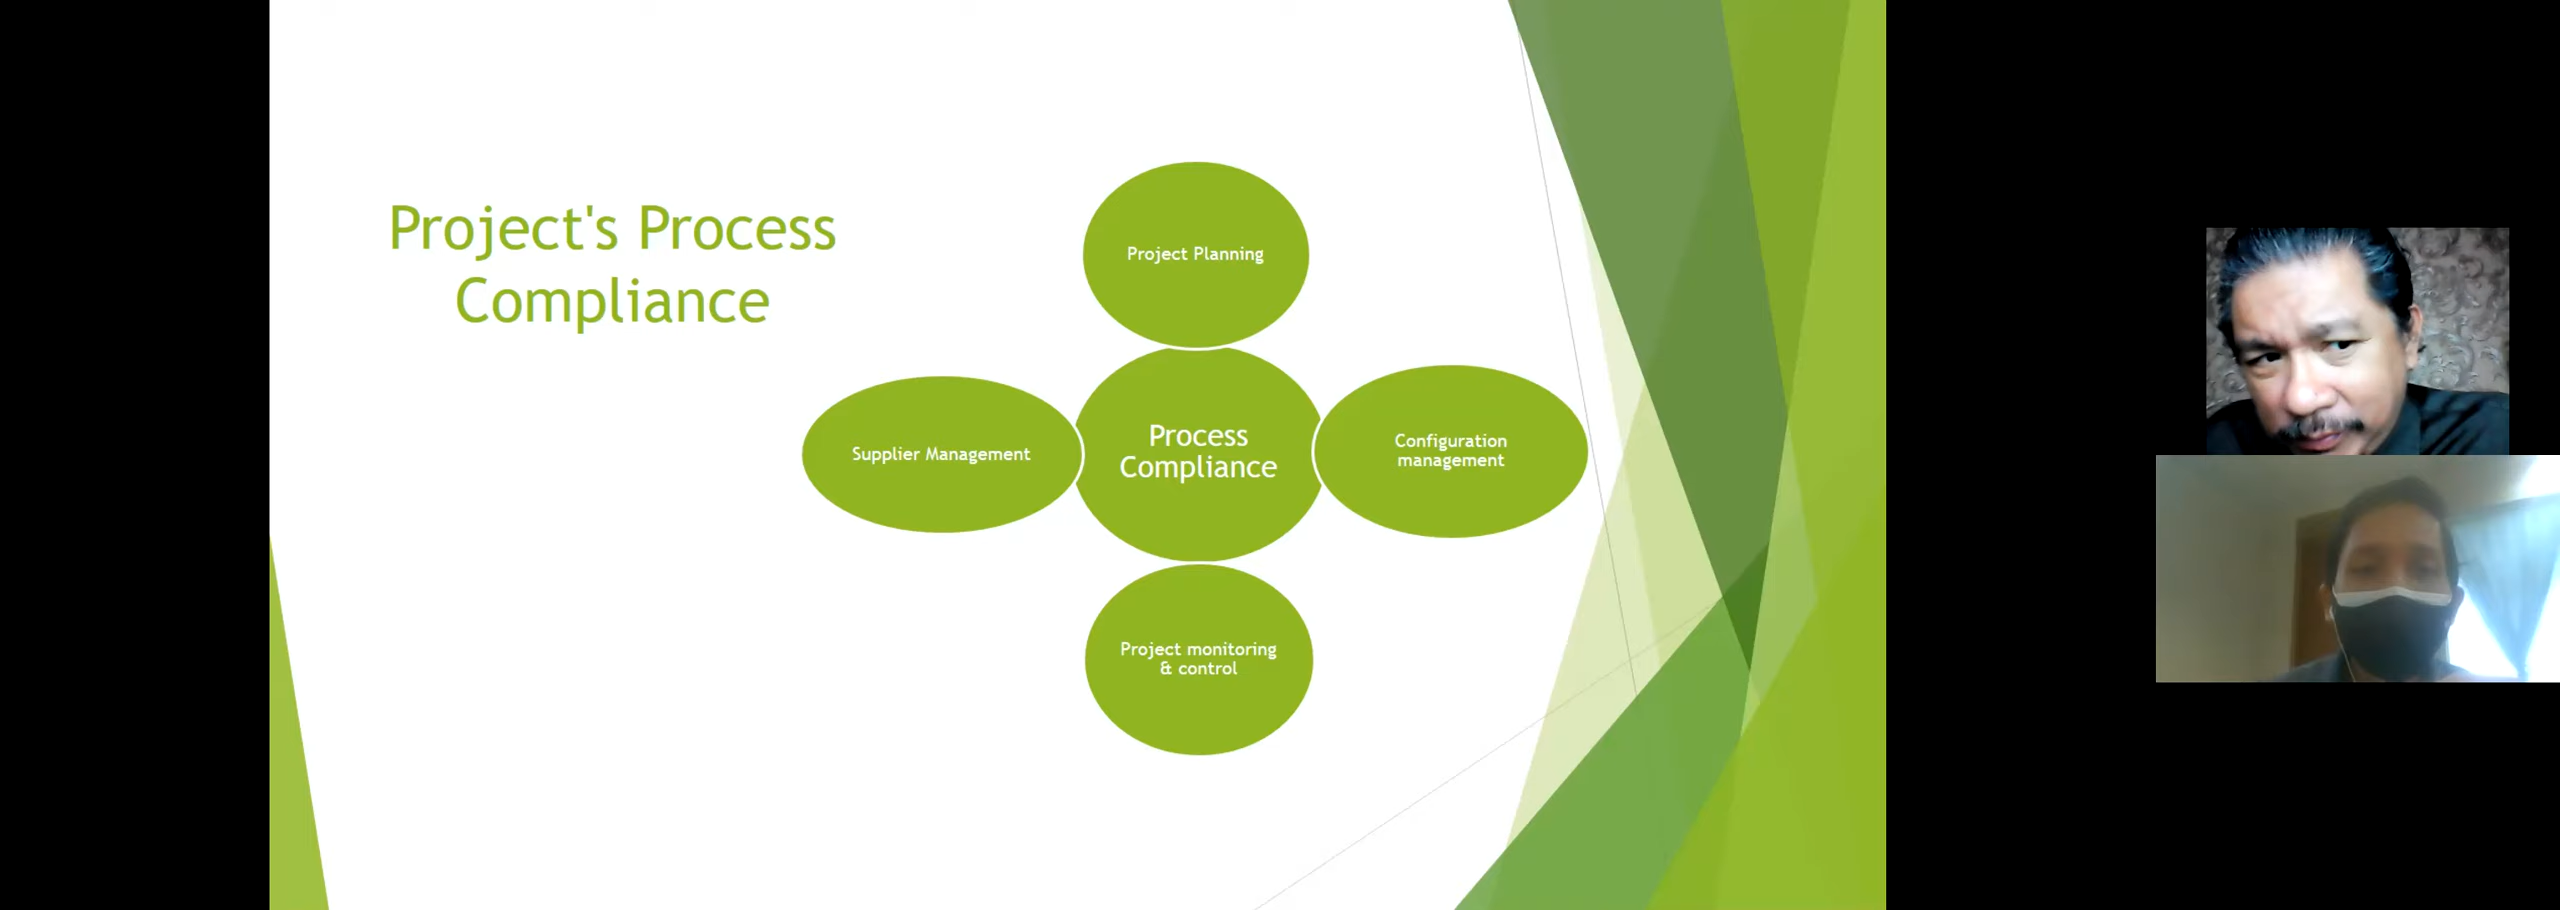 Project's Process
Compliance
Project Planning
Supplier Management
Process
Compliance
Configuration
management
Project monitoring
& control